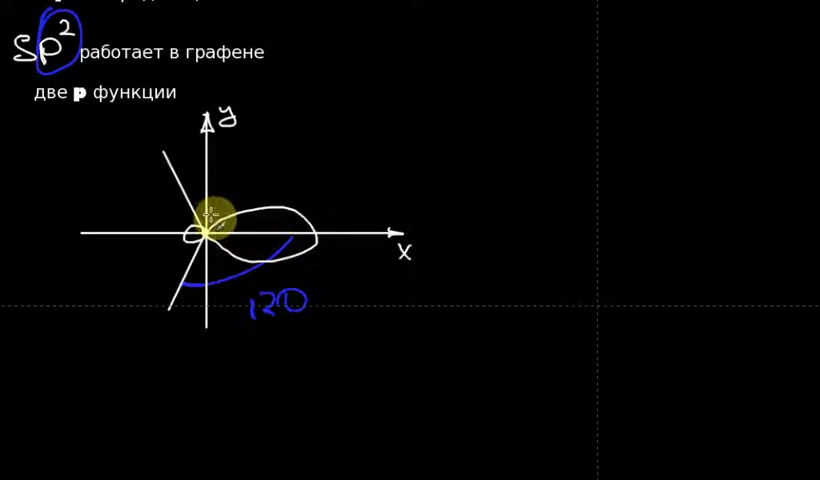 sp² работает в графене
две p функции
y
x
120